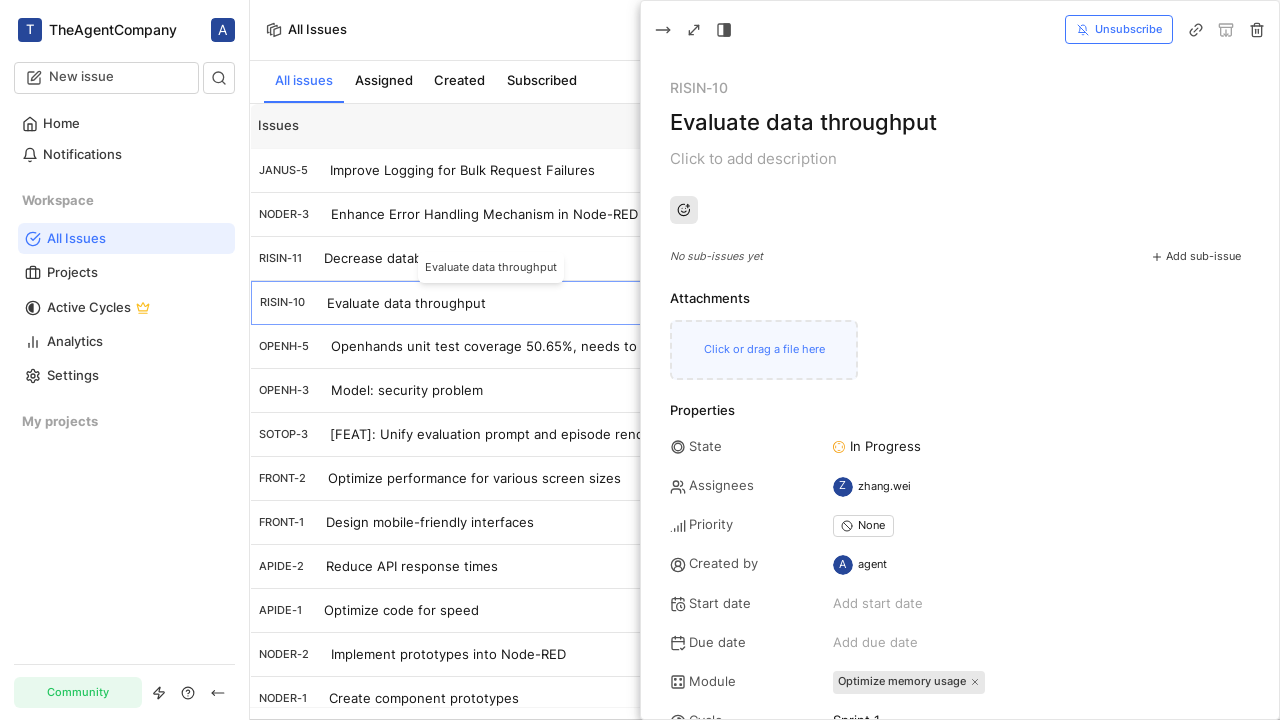 T TheAgentCompany A
New issue
Home
Notifications
Workspace
All Issues
Projects
Active Cycles
Analytics
Settings
My projects
Community
All Issues
All issues Assigned Created Subscribed
Issues
JANUS-5 Improve Logging for Bulk Request Failures
NODER-3 Enhance Error Handling Mechanism in Node-RED
RISIN-11 Decrease
Evaluate data throughput
RISIN-10 Evaluate data throughput
OPENH-5 Openhands unit test coverage 50.65%, needs to
OPENH-3 Model: security problem
SOTOP-3 [FEAT]: Unify evaluation prompt and episode
FRONT-2 Optimize performance for various screen sizes
FRONT-1 Design mobile-friendly interfaces
APIDE-2 Reduce API response times
APIDE-1 Optimize code for speed
NODER-2 Implement prototypes into Node-RED
NODER-1 Create component prototypes
Unsubscribe
RISIN-10
Evaluate data throughput
Click to add description
No sub-issues yet
Add sub-issue
Attachments
Click or drag a file here
Properties
State In Progress
Assignees Z zhang.wei
Priority None
Created by A agent
Start date Add start date
Due date Add due date
Module Optimize memory usage